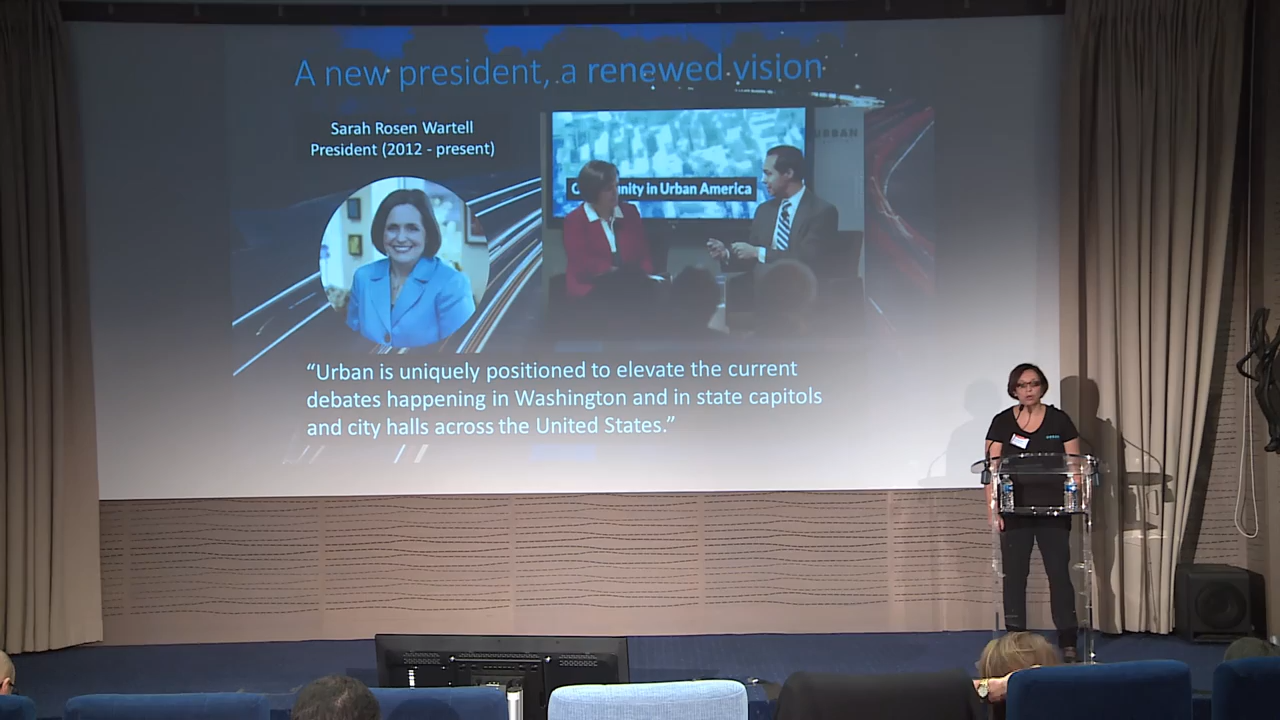 A new president, a renewed vision
Sarah Rosen Wartell
President (2012 - present)
URBAN
in Urban America
“Urban is uniquely positioned to elevate the current
debates happening in Washington and in state capitols
and city halls across the United States.”